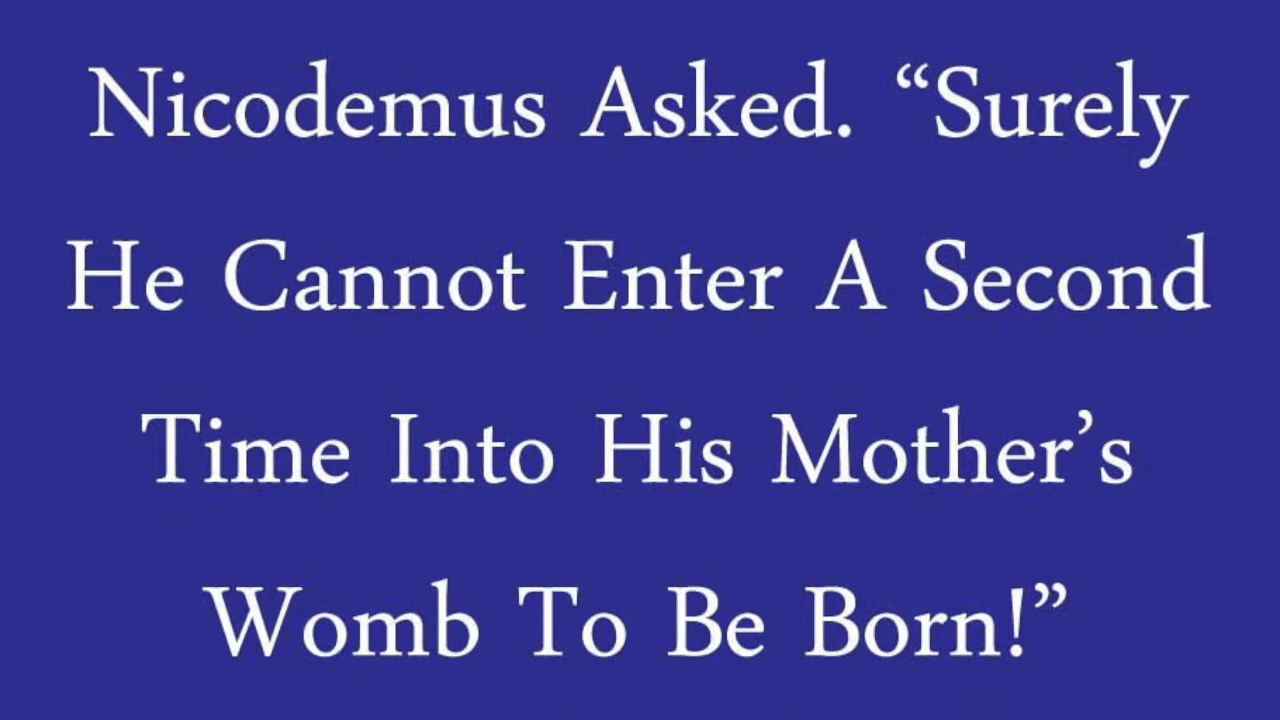 Nicodemus Asked. “Surely
He Cannot Enter A Second
Time Into His Mother’s
Womb To Be Born!”